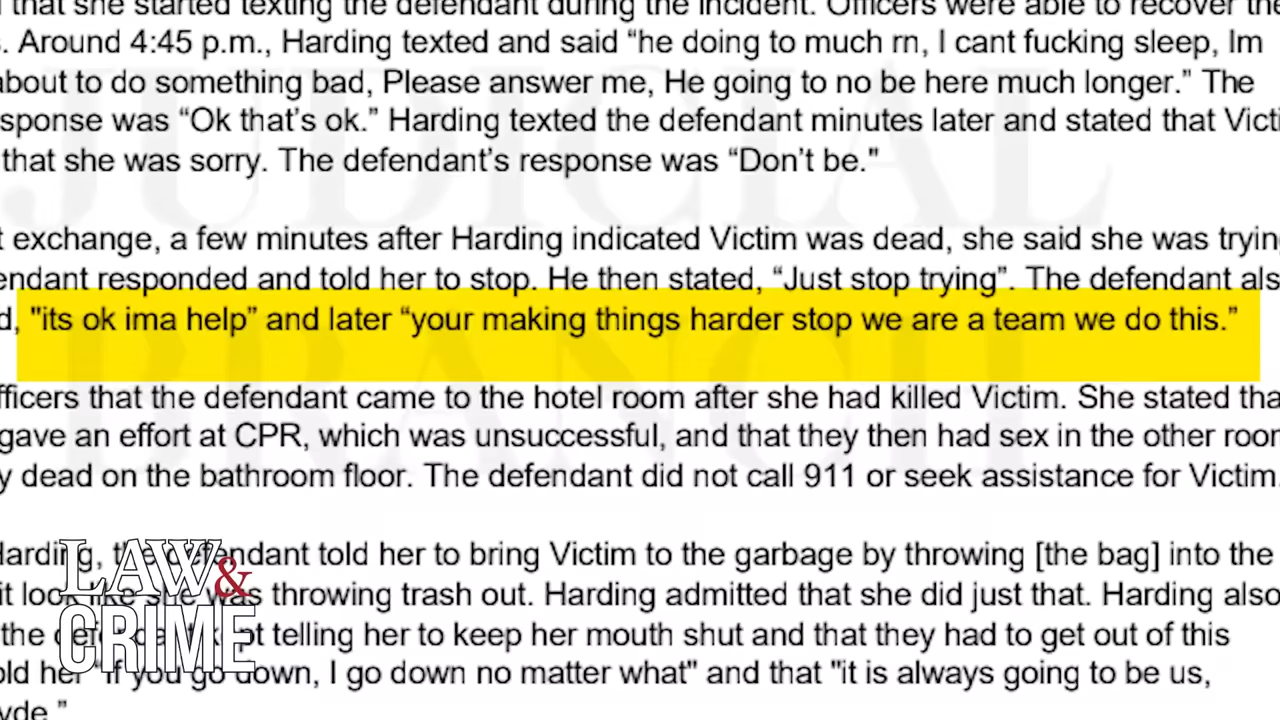 that she started texting the defendant during the incident. Officers were able to recover the
s. Around 4:45 p.m., Harding texted and said “he doing to much rn, I cant fucking sleep, Im
about to do something bad, Please answer me, He going to no be here much longer.” The
sponse was “Ok that’s ok.” Harding texted the defendant minutes later and stated that Victi
that she was sorry. The defendant’s response was “Don’t be."
t exchange, a few minutes after Harding indicated Victim was dead, she said she was trying
endant responded and told her to stop. He then stated, “Just stop trying”. The defendant als
d, "its ok ima help” and later “your making things harder stop we are a team we do this.”
fficers that the defendant came to the hotel room after she had killed Victim. She stated tha
gave an effort at CPR, which was unsuccessful, and that they then had sex in the other roor
y dead on the bathroom floor. The defendant did not call 911 or seek assistance for Victim.
Harding, the defendant told her to bring Victim to the garbage by throwing [the bag] into the
it look like she was throwing trash out. Harding admitted that she did just that. Harding also
the defendant kept telling her to keep her mouth shut and that they had to get out of this
old her "if you go down, I go down no matter what" and that "it is always going to be us,
yde.”
JUDICIAL
BRANCH
LAW&
CRIME